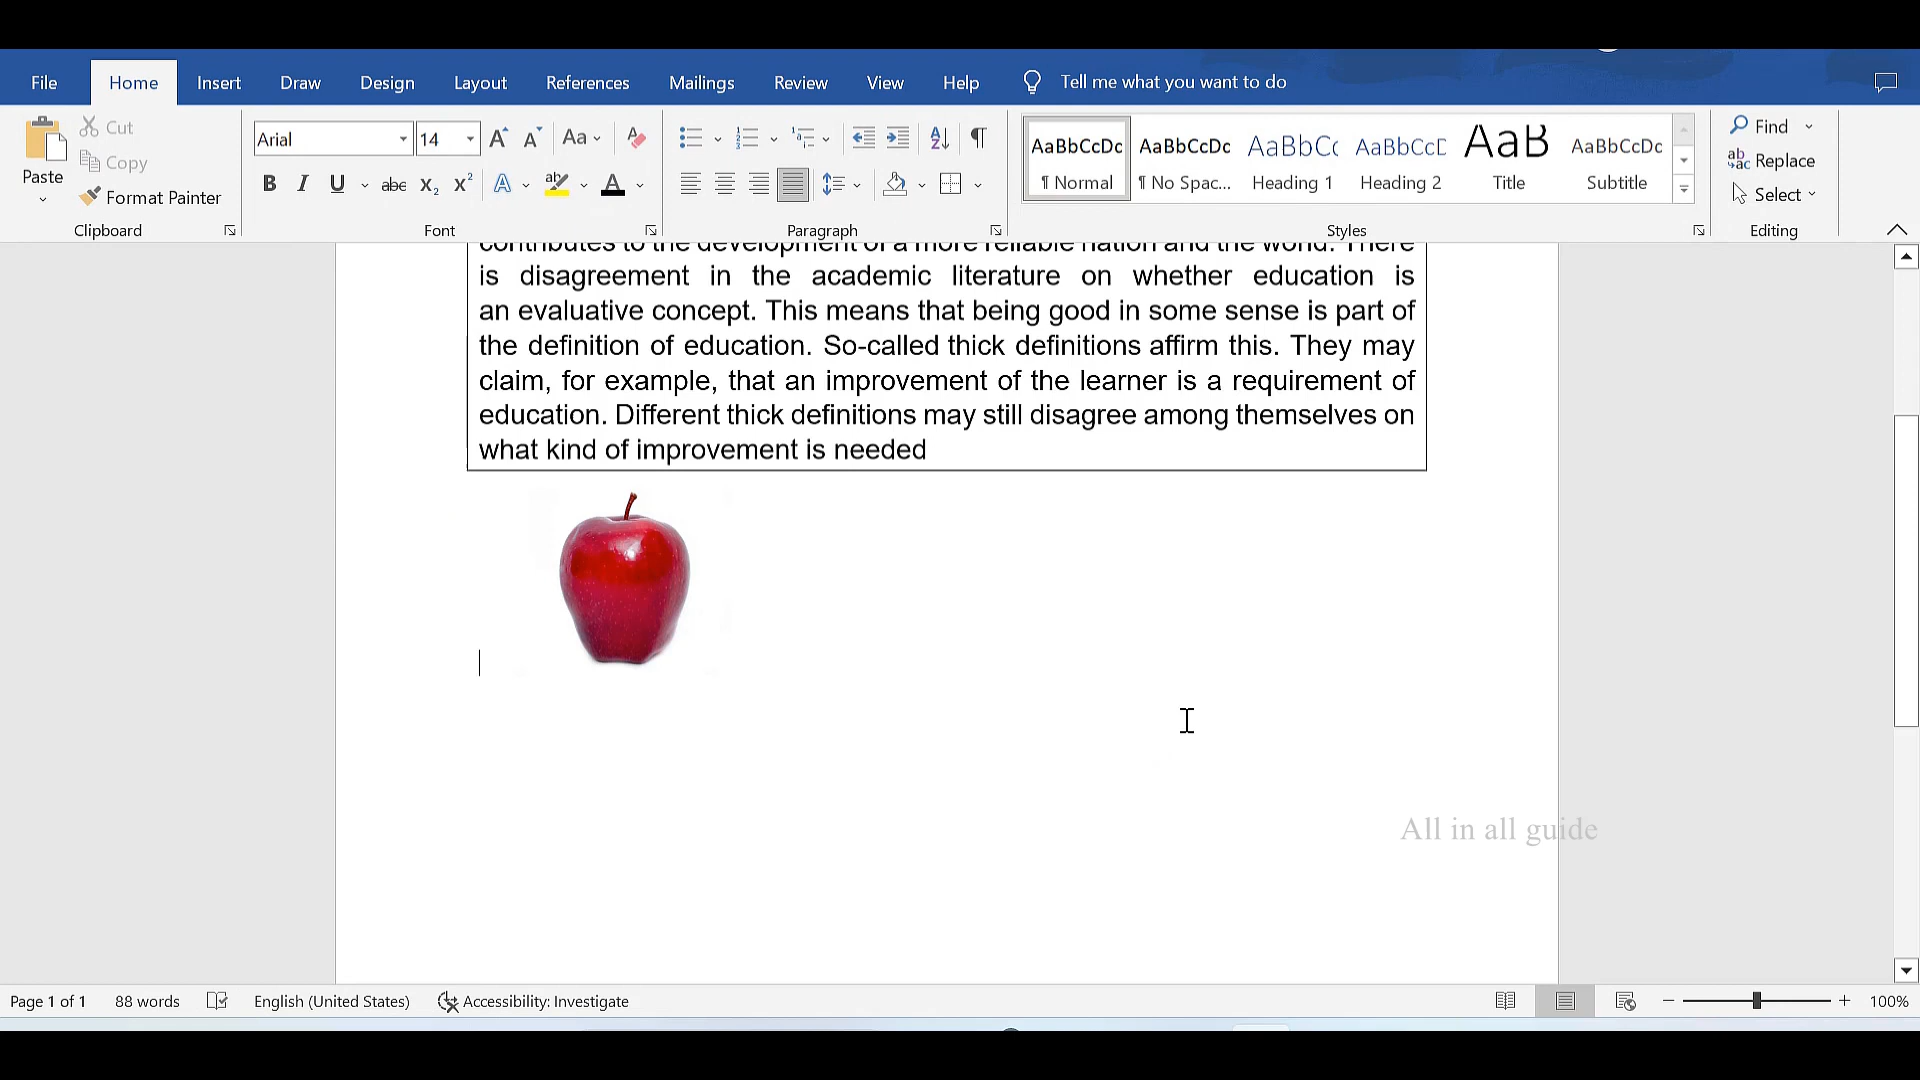 File Home Insert Draw Design Layout References Mailings Review View Help Tell me what you want to do
Paste
Cut
Copy
Format Painter
Clipboard
Arial 14
Font
Paragraph
AaBbCcDc AaBbCcDc AaBbCc AaBbCcD AaB AaBbCcDc
¶ Normal ¶ No Spac... Heading 1 Heading 2 Title Subtitle
Styles
Find
Replace
Select
Editing
contributes to the development of a more reliable nation and the world. There
is disagreement in the academic literature on whether education is
an evaluative concept. This means that being good in some sense is part of
the definition of education. So-called thick definitions affirm this. They may
claim, for example, that an improvement of the learner is a requirement of
education. Different thick definitions may still disagree among themselves on
what kind of improvement is needed
All in all guide
Page 1 of 1 88 words English (United States) Accessibility: Investigate 100%